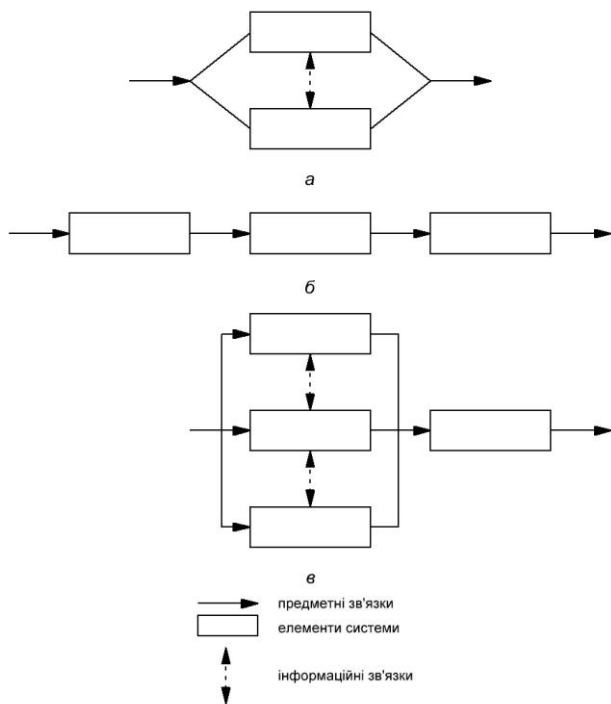 а
б
в
предметні зв'язки
елементи системи
інформаційні зв'язки